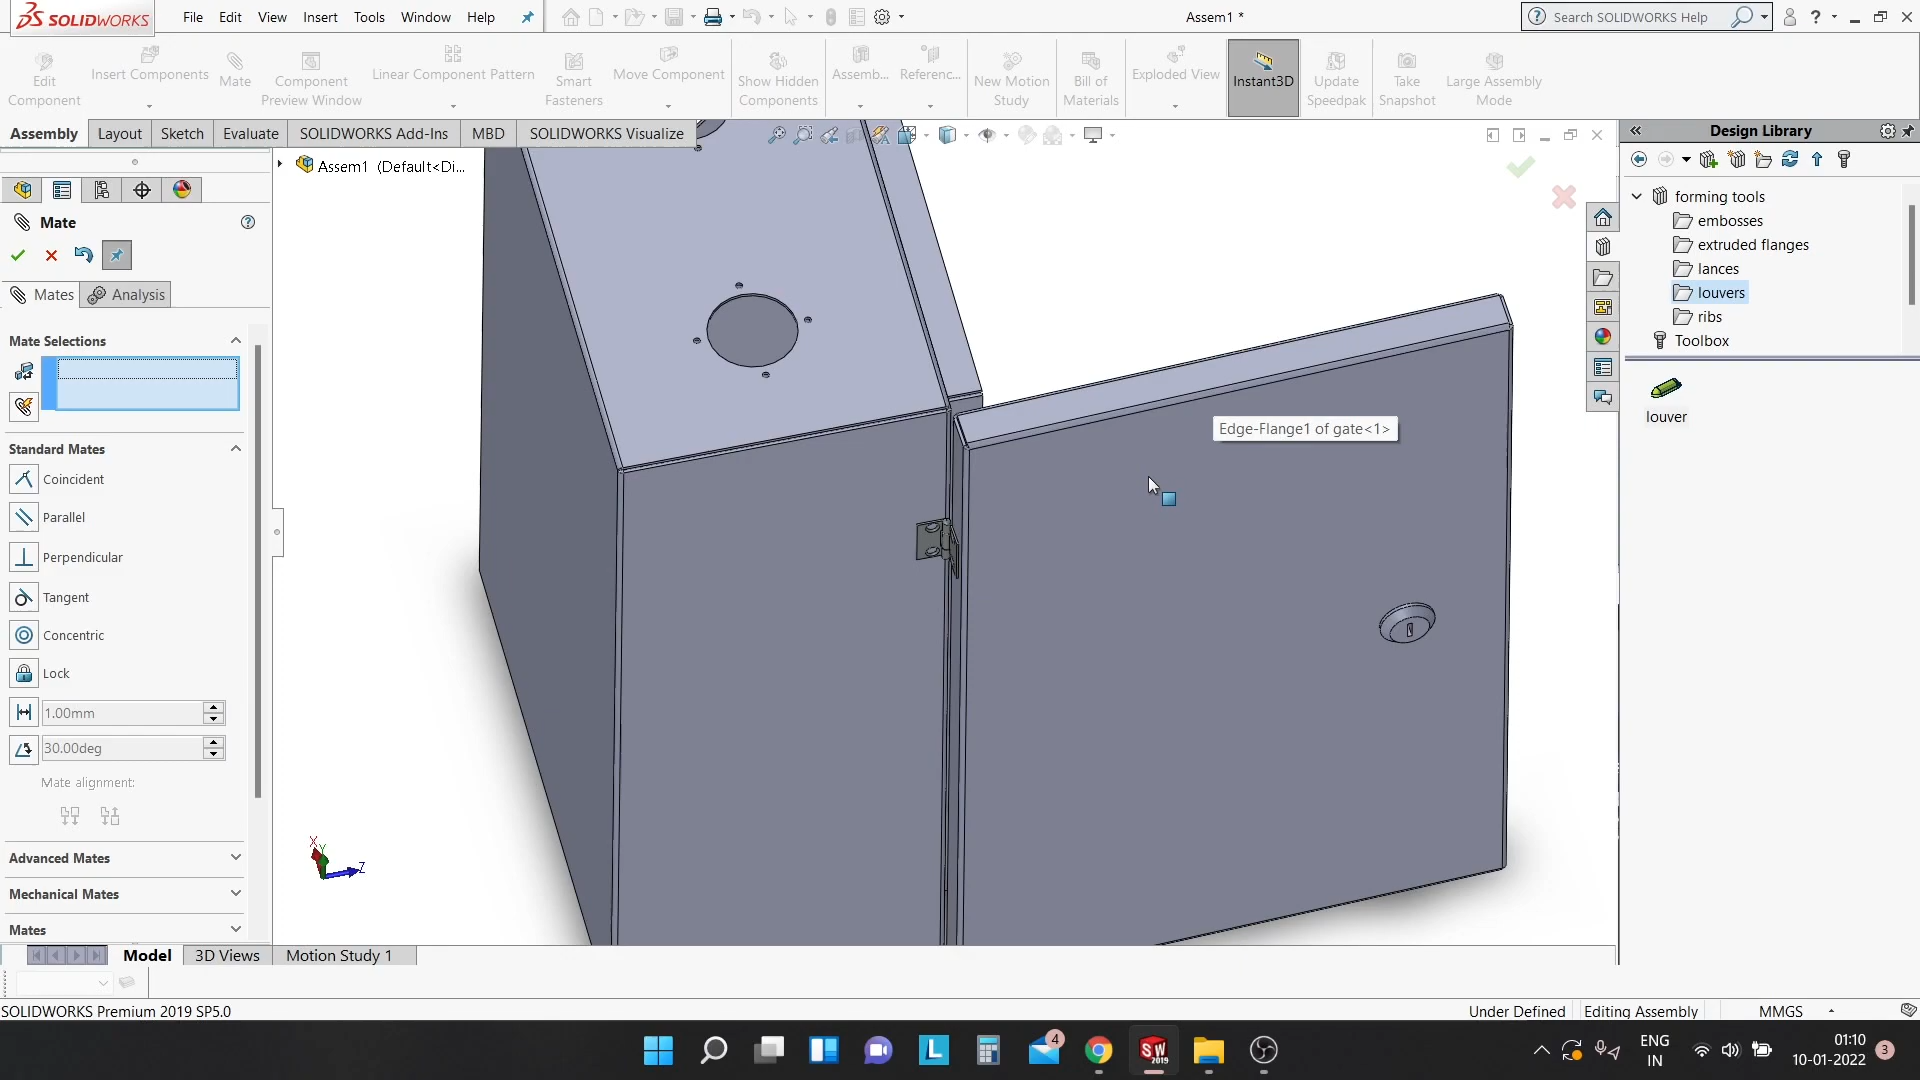 SOLIDWORKS
File Edit View Insert Tools Window Help
Assem1 *
Search SOLIDWORKS Help
Edit Component
Insert Components
Mate
Component Preview Window
Linear Component Pattern
Smart Fasteners
Move Component
Show Hidden Components
Assemb...
Referenc...
New Motion Study
Bill of Materials
Exploded View
Instant3D
Update Speedpak
Take Snapshot
Large Assembly Mode
Assembly Layout Sketch Evaluate SOLIDWORKS Add-Ins MBD SOLIDWORKS Visualize
Design Library
Assem1 (Default<Di...
Mate
Mates Analysis
Mate Selections
Standard Mates
Coincident
Parallel
Perpendicular
Tangent
Concentric
Lock
1.00mm
30.00deg
Mate alignment:
Advanced Mates
Mechanical Mates
Mates
Edge-Flange1 of gate<1>
X
Y
Z
forming tools
embosses
extruded flanges
lances
louvers
ribs
Toolbox
louver
Model 3D Views Motion Study 1
SOLIDWORKS Premium 2019 SP5.0
Under Defined Editing Assembly MMGS
L
4
SW
2019
ENG
IN
01:10
10-01-2022
3